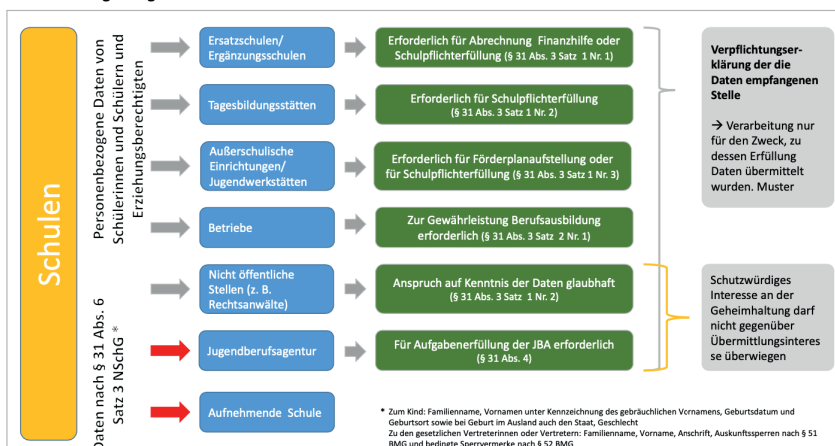 Schulen
Personenbezogene Daten von
Schülerinnen und Schülern und
Erziehungsberechtigten
Daten nach § 31 Abs. 6
Satz 3 NSchG *
Ersatzschulen/
Ergänzungsschulen
Erforderlich für Abrechnung Finanzhilfe oder
Schulpflichterfüllung (§ 31 Abs. 3 Satz 1 Nr. 1)
Tagesbildungsstätten
Erforderlich für Schulpflichterfüllung
(§ 31 Abs. 3 Satz 1 Nr. 2)
Außerschulische
Einrichtungen/
Jugendwerkstätten
Erforderlich für Förderplanaufstellung oder
für Schulpflichterfüllung (§ 31 Abs. 3 Satz 1 Nr. 3)
Betriebe
Zur Gewährleistung Berufsausbildung
erforderlich (§ 31 Abs. 3 Satz 2 Nr. 1)
Nicht öffentliche
Stellen (z. B.
Rechtsanwälte)
Anspruch auf Kenntnis der Daten glaubhaft
(§ 31 Abs. 3 Satz 1 Nr. 2)
Jugendberufsagentur
Für Aufgabenerfüllung der JBA erforderlich
(§ 31 Abs. 4)
Aufnehmende Schule
Verpflichtungser-
klärung der die
Daten empfangenen
Stelle
→ Verarbeitung nur
für den Zweck, zu
dessen Erfüllung
Daten übermittelt
wurden. Muster
Schutzwürdiges
Interesse an der
Geheimhaltung darf
nicht gegenüber
Übermittlungsinteres
se überwiegen
* Zum Kind: Familienname, Vornamen unter Kennzeichnung des gebräuchlichen Vornamens, Geburtsdatum und
Geburtsort sowie bei Geburt im Ausland auch den Staat, Geschlecht
Zu den gesetzlichen Vertreterinnen oder Vertretern: Familienname, Vorname, Anschrift, Auskunftssperren nach § 51
BMG und bedingte Sperrvermerke nach § 52 BMG